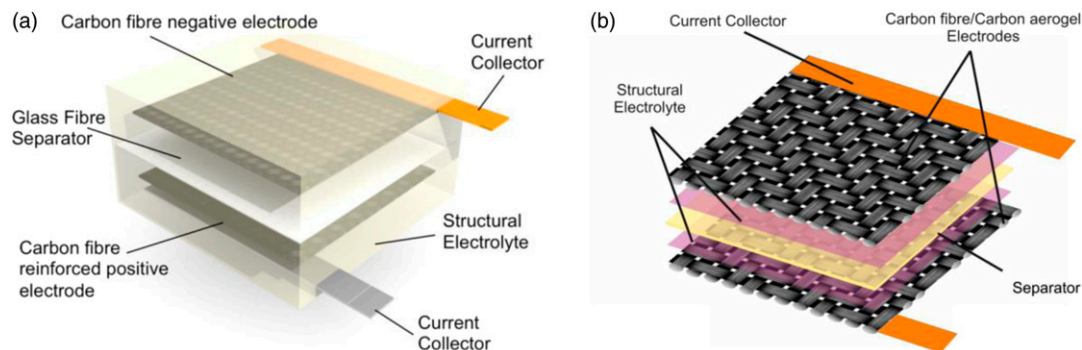 (a)
Carbon fibre negative electrode
Current
Collector
Glass Fibre
Separator
Carbon fibre
reinforced positive
electrode
Structural
Electrolyte
Current
Collector
(b)
Current Collector
Carbon fibre/Carbon aerogel
Electrodes
Structural
Electrolyte
Separator